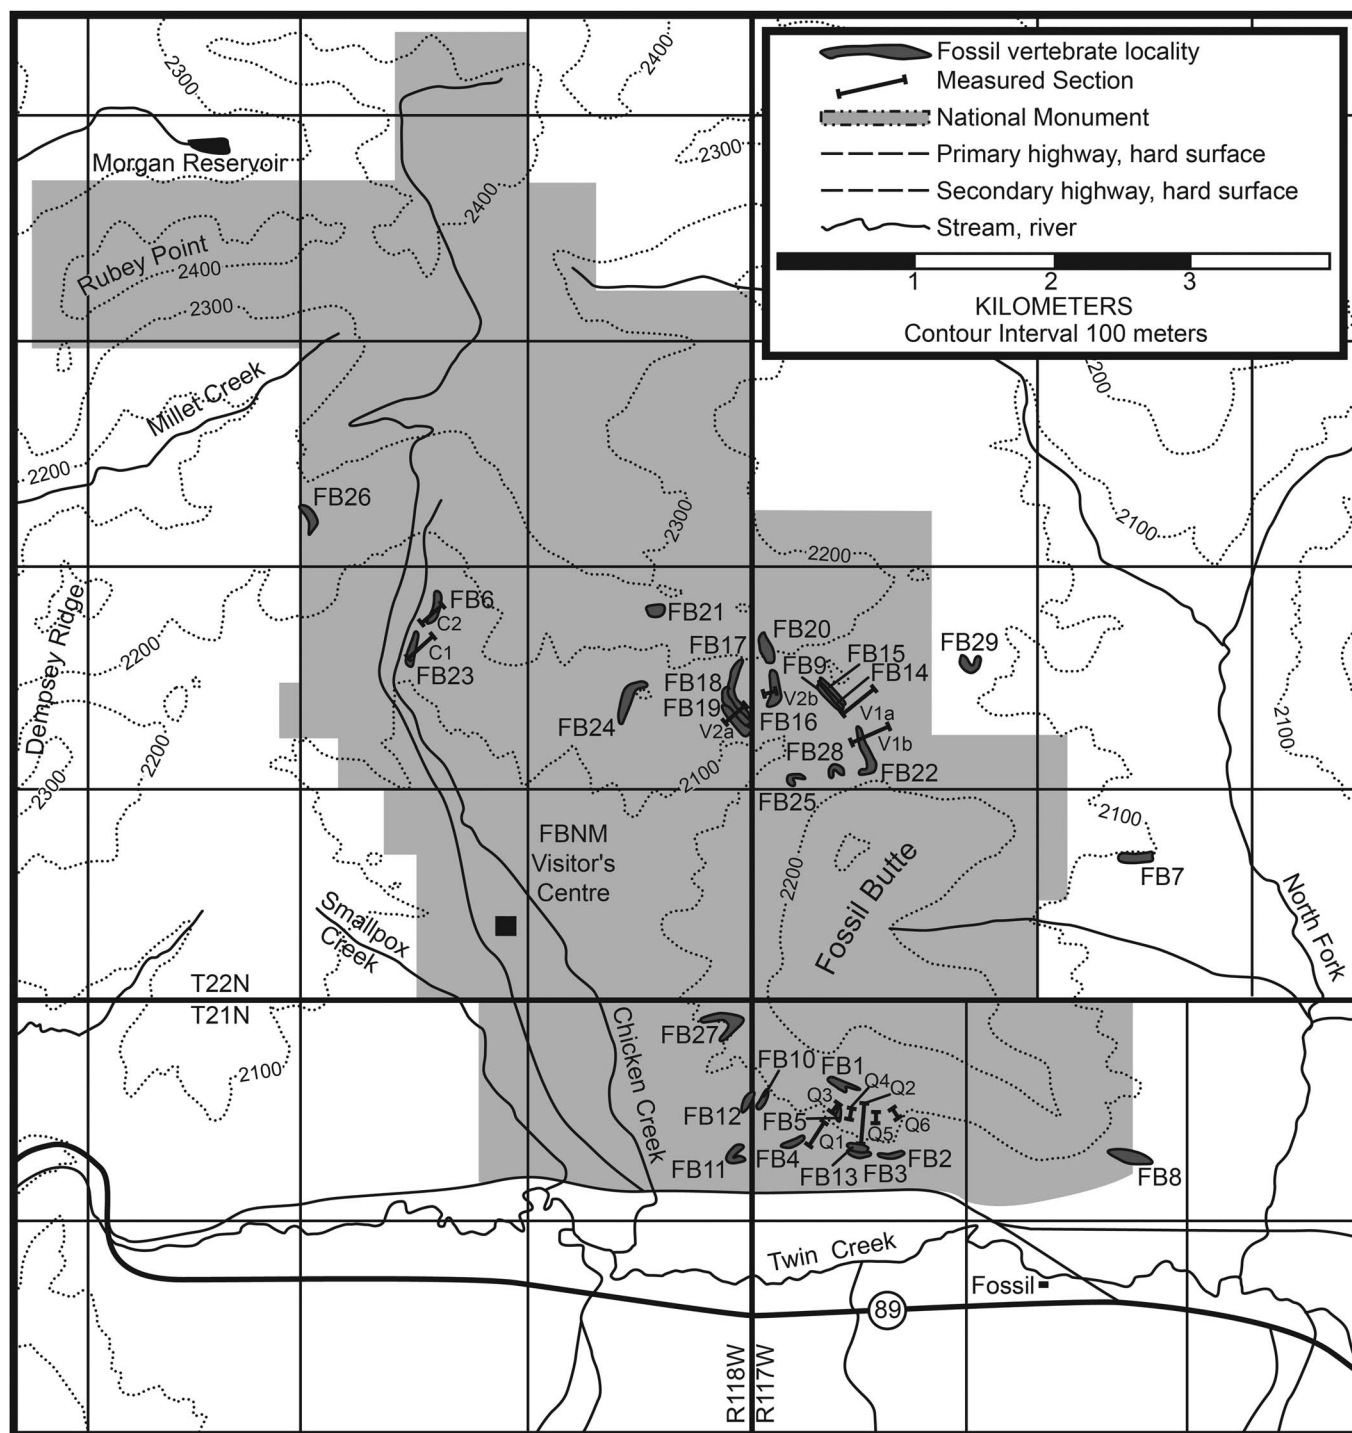 Fossil vertebrate locality
Measured Section
National Monument
Primary highway, hard surface
Secondary highway, hard surface
Stream, river
1 2 3
KILOMETERS
Contour Interval 100 meters
2300
2400
Morgan Reservoir
2300
2400
Rubey Point
2400
2300
Millet Creek
2200
2200
FB26
2300
2100
2200
FB6
C2
C1
FB23
FB21
FB20
FB17
FB15
FB9
FB14
FB29
FB18
FB19
V2a
V2b
FB16
V1a
V1b
FB24
FB28
FB22
FB25
2100
2200
2200
2300
Dempsey Ridge
2100
2100
FB7
FBNM
Visitor's
Centre
2200
Fossil Butte
North Fork
Smallpox
Creek
T22N
T21N
2100
Chicken Creek
FB27
FB10
FB1
Q4
Q3
Q2
FB12
FB5
Q1
Q5
Q6
FB11
FB4
FB13
FB3
FB2
FB8
Twin Creek
Fossil
89
R118W
R117W